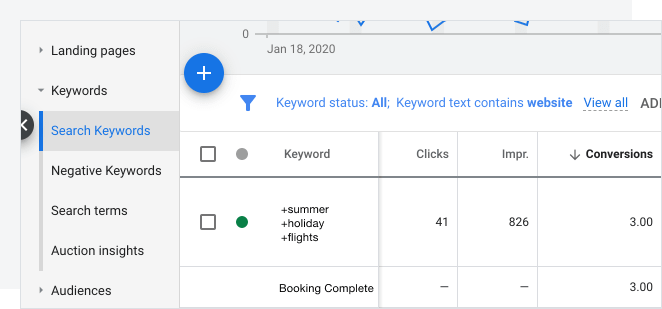 0
Jan 18, 2020
Landing pages
Keywords
Search Keywords
Negative Keywords
Search terms
Auction insights
Audiences
Keyword status: All; Keyword text contains website View all
Keyword Clicks Impr. Conversions
+summer
+holiday
+flights
41 826 3.00
Booking Complete — — 3.00